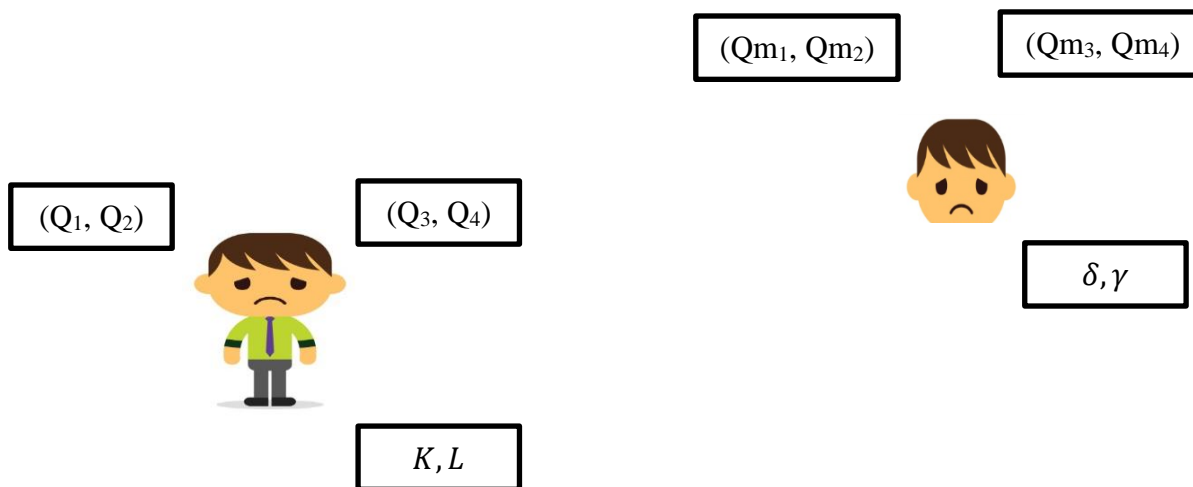 (Qm₁, Qm₂)
(Qm₃, Qm₄)
(Q₁, Q₂)
(Q₃, Q₄)
δ, γ
K, L